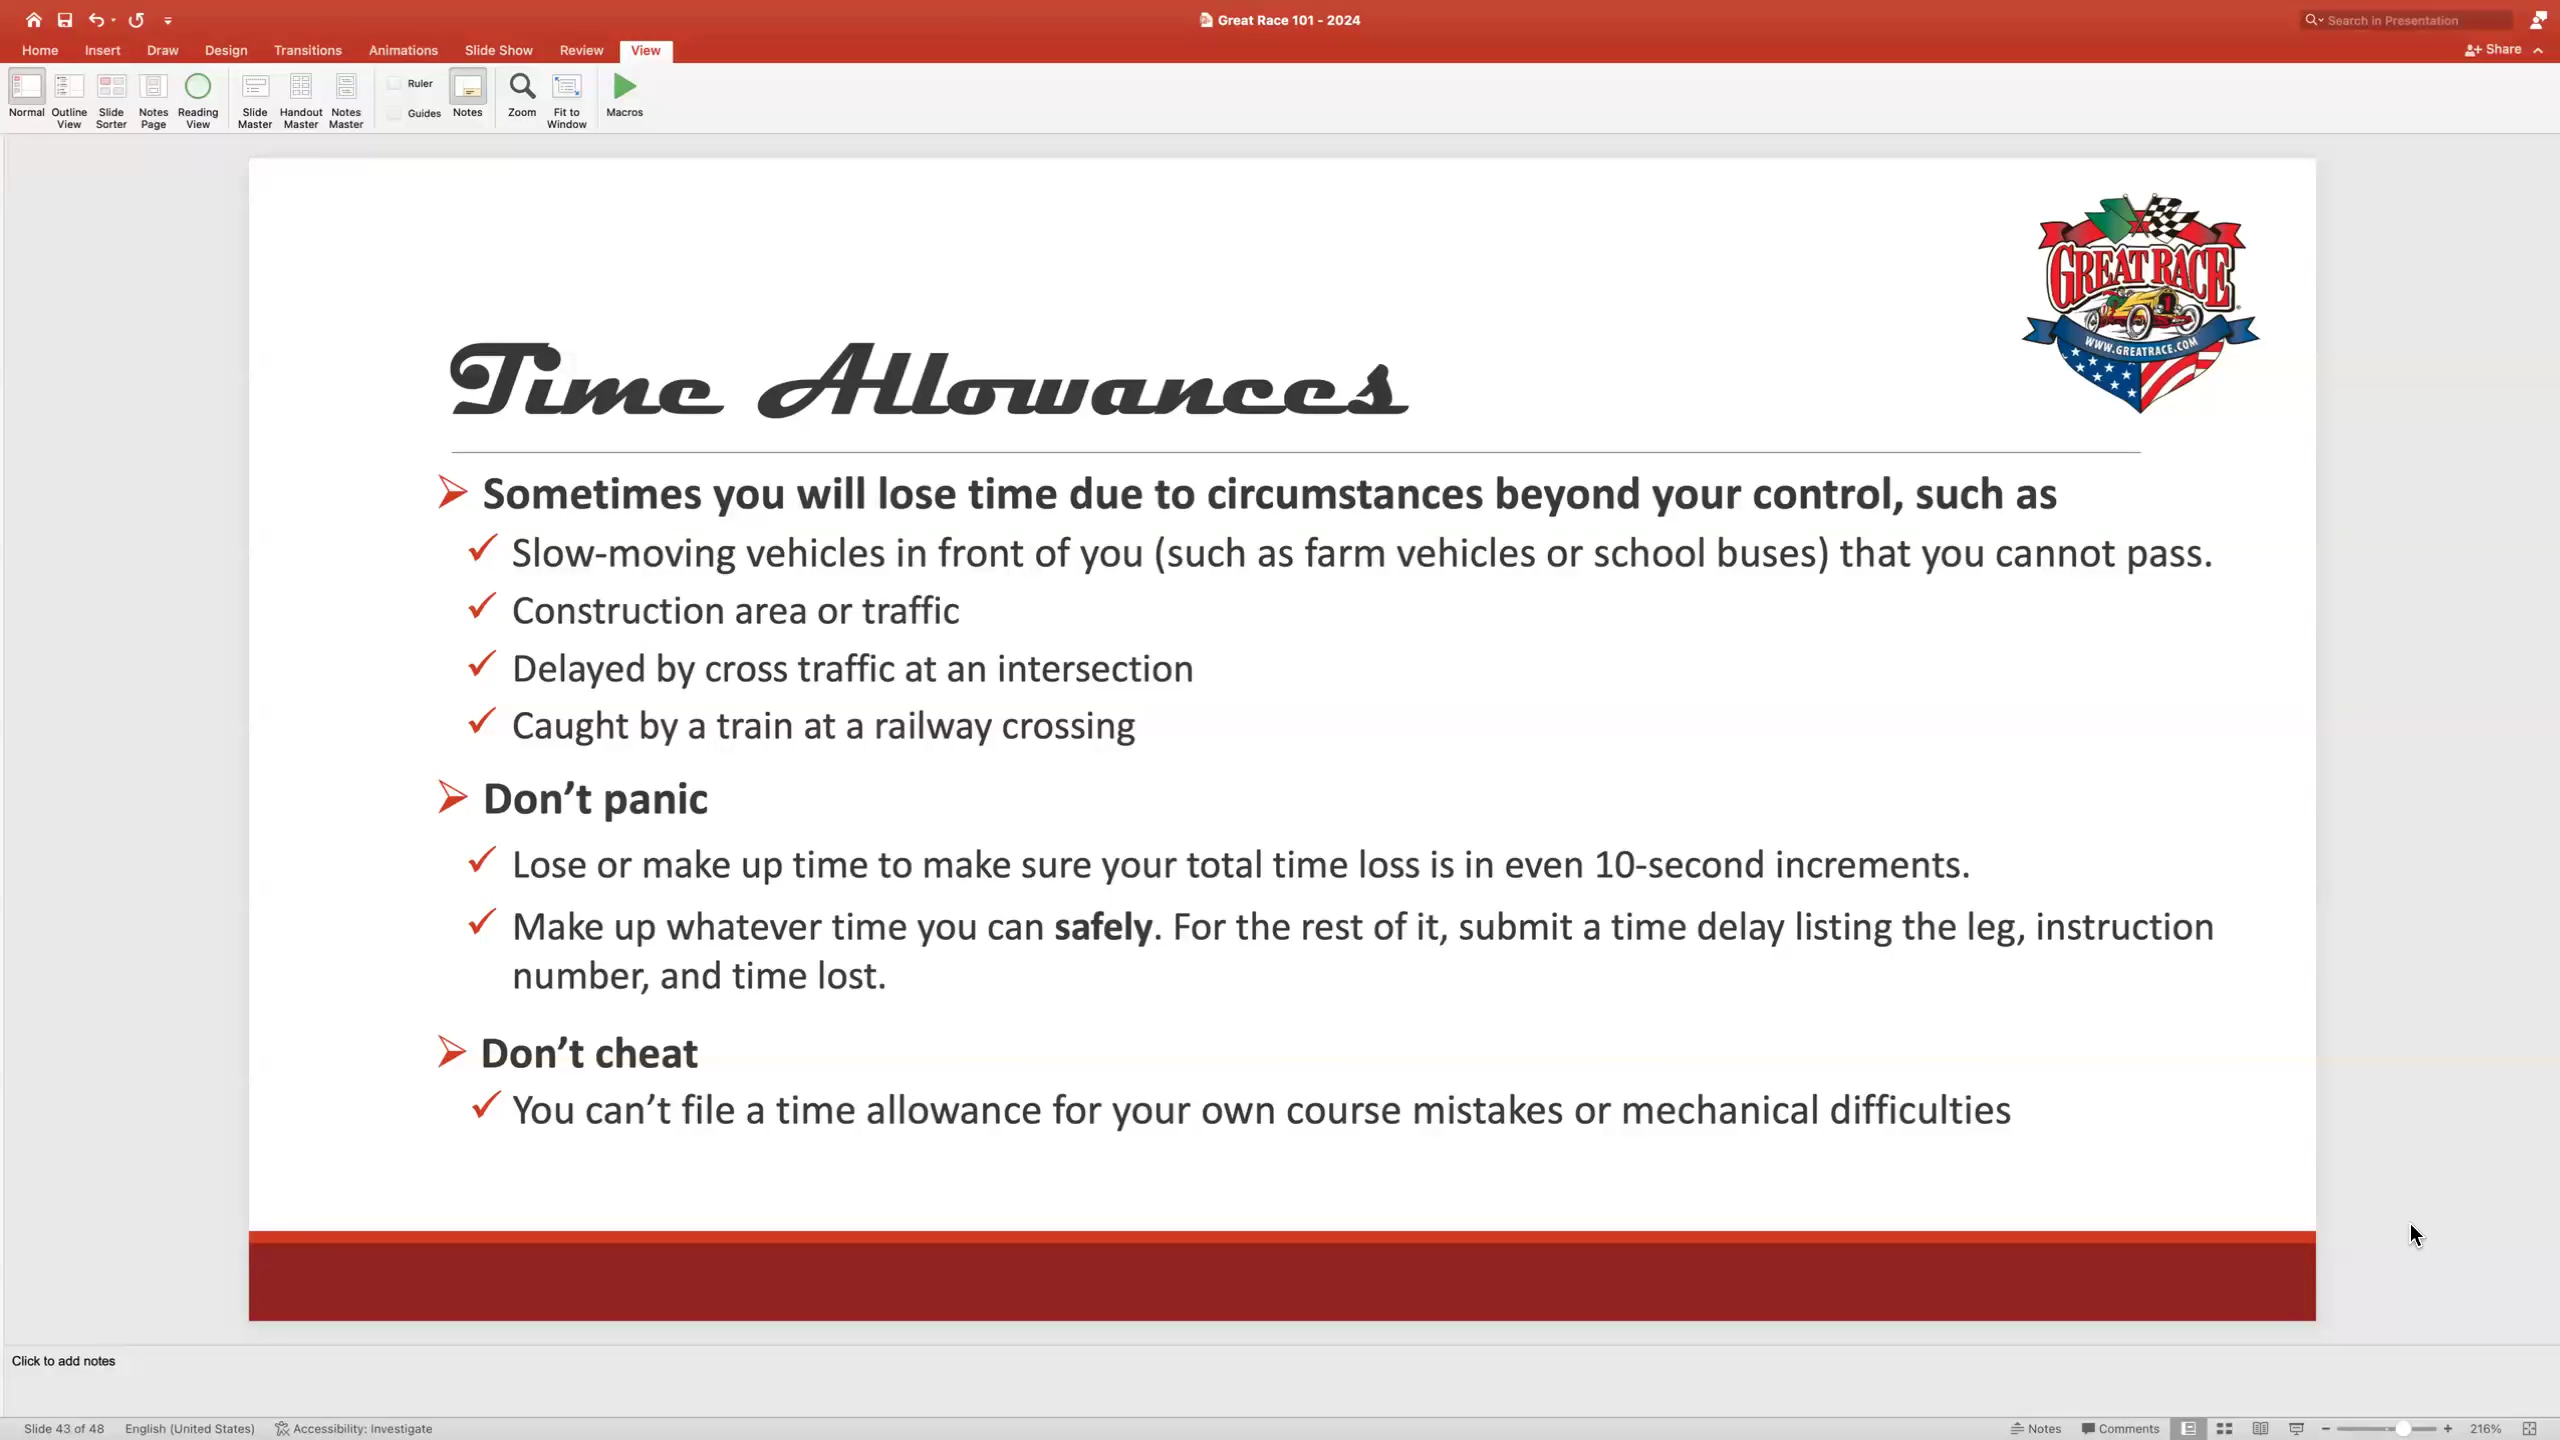 Great Race 101 - 2024
Search in Presentation
Home Insert Draw Design Transitions Animations Slide Show Review View
Share
Normal
Outline View
Slide Sorter
Notes Page
Reading View
Slide Master
Handout Master
Notes Master
Ruler
Guides
Notes
Zoom
Fit to Window
Macros
GREAT RACE
1
WWW.GREATRACE.COM
Time Allowances
Sometimes you will lose time due to circumstances beyond your control, such as
Slow-moving vehicles in front of you (such as farm vehicles or school buses) that you cannot pass.
Construction area or traffic
Delayed by cross traffic at an intersection
Caught by a train at a railway crossing
Don’t panic
Lose or make up time to make sure your total time loss is in even 10-second increments.
Make up whatever time you can safely. For the rest of it, submit a time delay listing the leg, instruction
number, and time lost.
Don’t cheat
You can’t file a time allowance for your own course mistakes or mechanical difficulties
Click to add notes
Slide 43 of 48 English (United States) Accessibility: Investigate Notes Comments 216%